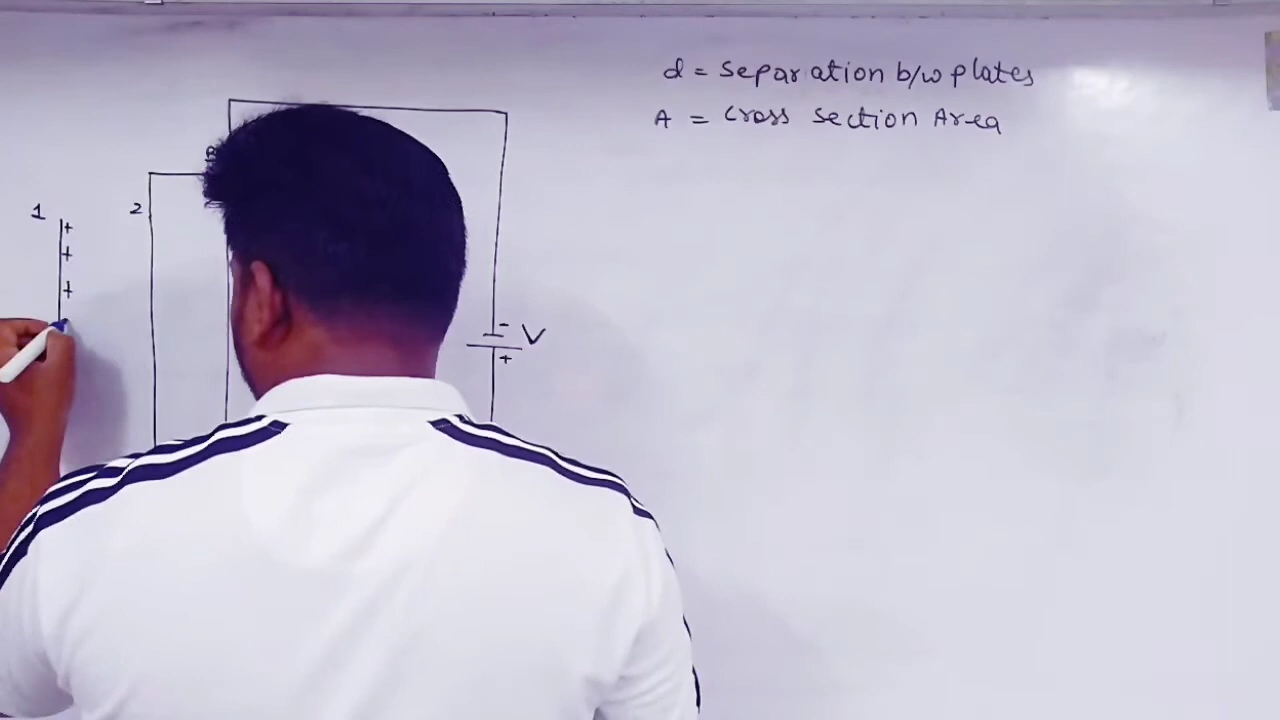 d = Separation b/w plates
A = Cross Section Area
1
2
+
+
+
- V
+